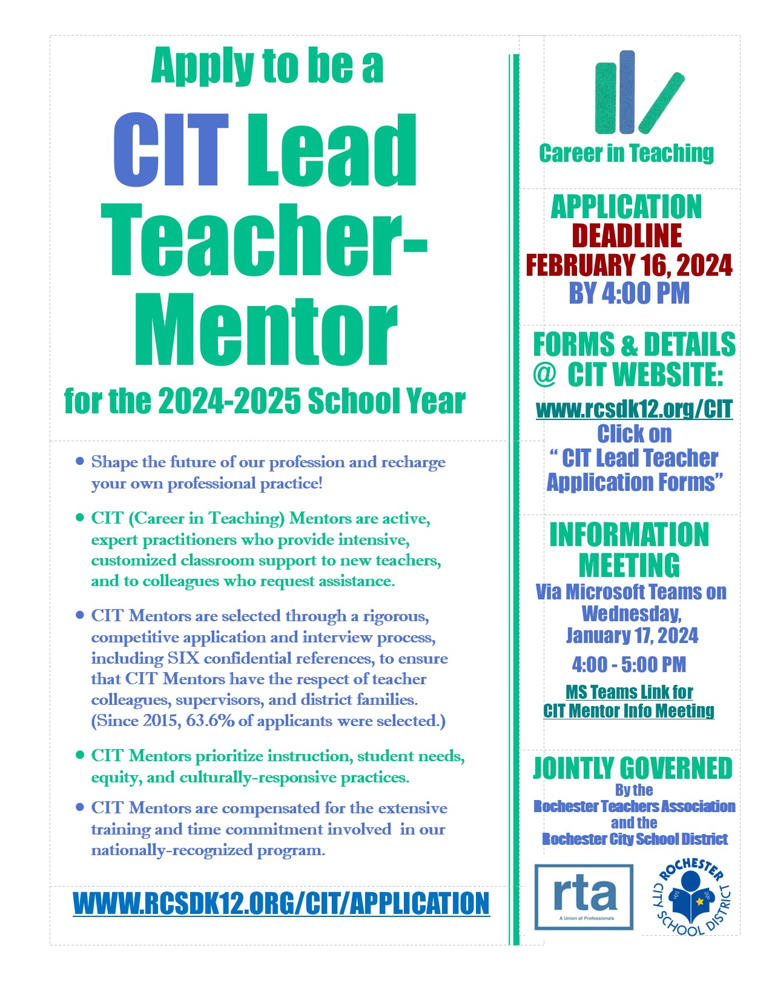 Apply to be a
CIT Lead
Teacher-
Mentor
for the 2024-2025 School Year
• Shape the future of our profession and recharge
your own professional practice!
• CIT (Career in Teaching) Mentors are active,
expert practitioners who provide intensive,
customized classroom support to new teachers,
and to colleagues who request assistance.
• CIT Mentors are selected through a rigorous,
competitive application and interview process,
including SIX confidential references, to ensure
that CIT Mentors have the respect of teacher
colleagues, supervisors, and district families.
(Since 2015, 63.6% of applicants were selected.)
• CIT Mentors prioritize instruction, student needs,
equity, and culturally-responsive practices.
• CIT Mentors are compensated for the extensive
training and time commitment involved  in our
nationally-recognized program.
WWW.RCSDK12.ORG/CIT/APPLICATION
Career in Teaching
APPLICATION
DEADLINE
FEBRUARY 16, 2024
BY 4:00 PM
FORMS & DETAILS
@ CIT WEBSITE:
www.rcsdk12.org/CIT
Click on
“ CIT Lead Teacher
Application Forms”
INFORMATION
MEETING
Via Microsoft Teams on
Wednesday,
January 17, 2024
4:00 - 5:00 PM
MS Teams Link for
CIT Mentor Info Meeting
JOINTLY GOVERNED
By the
Rochester Teachers Association
and the
Rochester City School District
rta
A Union of Professionals
ROCHESTER
CITY SCHOOL DISTRICT